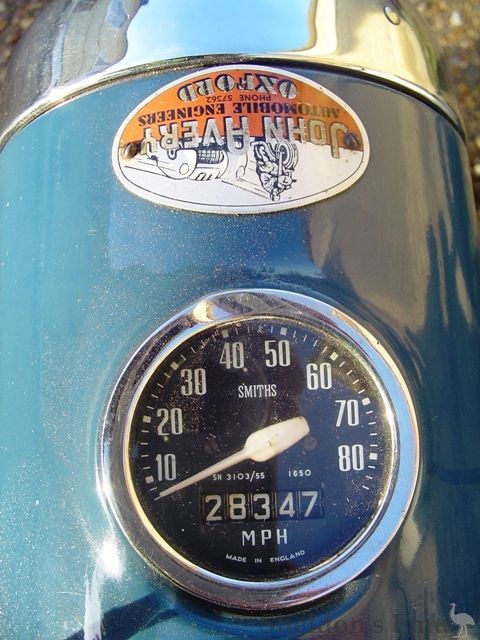 JOHN AVERY
AUTOMOBILE ENGINEERS
PHONE 57362
OXFORD
10 20 30 40 50 60 70 80
SMITHS
SN 3103/55 1650
28347
MPH
MADE IN ENGLAND